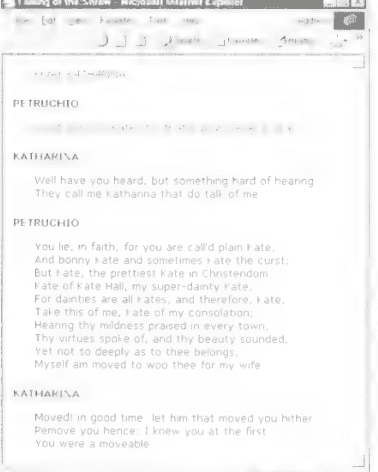 Taming of the Shrew - Microsoft Internet Explorer
Edit Favorites Tools Help
PETRUCHIO
KATHARINA
Well have you heard, but something hard of hearing
They call me Katharina that do talk of me
PETRUCHIO
You lie, in faith, for you are call'd plain Kate,
And bonny Kate and sometimes Kate the curst;
But Kate, the prettiest Kate in Christendom
Kate of Kate Hall, my super-dainty Kate,
For dainties are all Kates, and therefore, Kate,
Take this of me, Kate of my consolation;
Hearing thy mildness praised in every town,
Thy virtues spoke of, and thy beauty sounded,
Yet not so deeply as to thee belongs,
Myself am moved to woo thee for my wife
KATHARINA
Moved! in good time let him that moved you hither
Remove you hence: I knew you at the first
You were a moveable